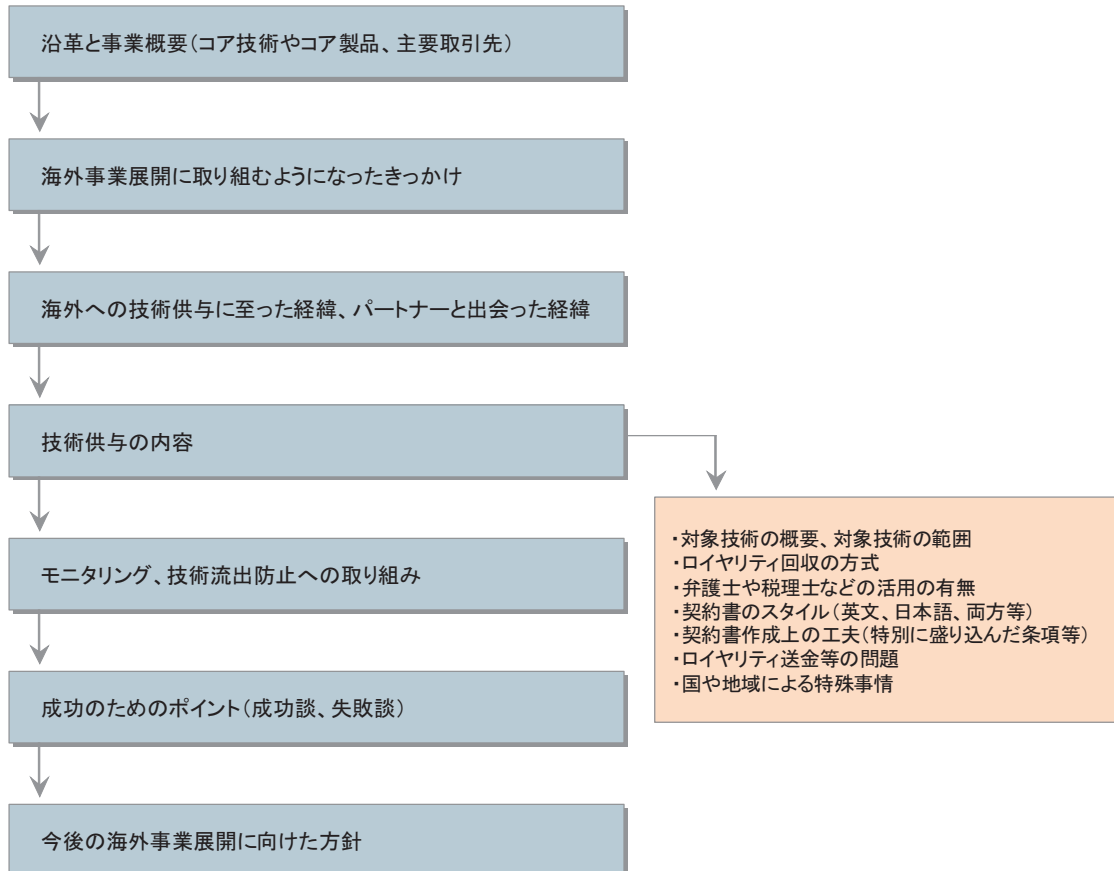 沿革と事業概要(コア技術やコア製品、主要取引先)
海外事業展開に取り組むようになったきっかけ
海外への技術供与に至った経緯、パートナーと出会った経緯
技術供与の内容
・対象技術の概要、対象技術の範囲
・ロイヤリティ回収の方式
・弁護士や税理士などの活用の有無
・契約書のスタイル(英文、日本語、両方等)
・契約書作成上の工夫(特別に盛り込んだ条項等)
・ロイヤリティ送金等の問題
・国や地域による特殊事情
モニタリング、技術流出防止への取り組み
成功のためのポイント(成功談、失敗談)
今後の海外事業展開に向けた方針